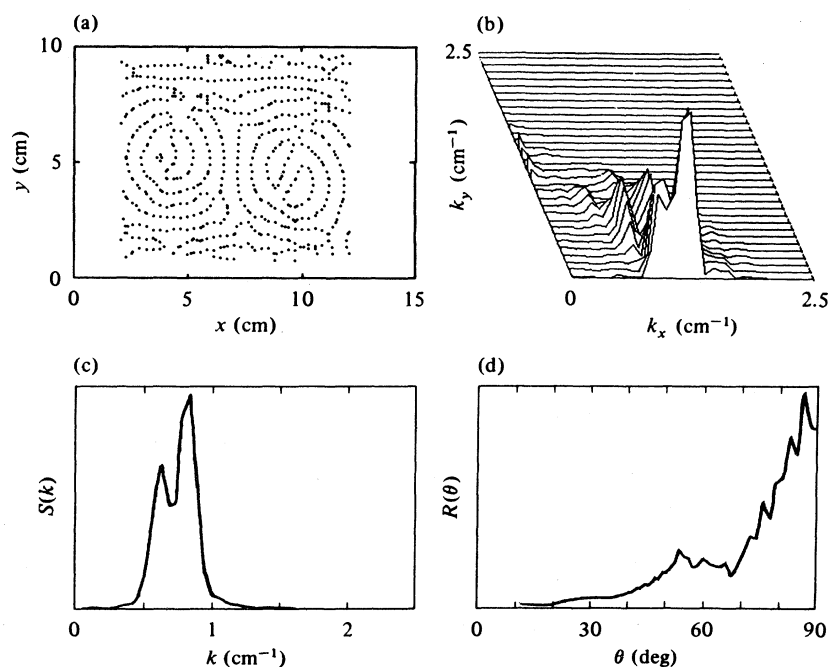 (a)
10
5
0
y (cm)
0 5 10 15
x (cm)
(b)
2.5
k_y (cm⁻¹)
0 2.5
k_x (cm⁻¹)
(c)
S(k)
0 1 2
k (cm⁻¹)
(d)
R(θ)
0 30 60 90
θ (deg)